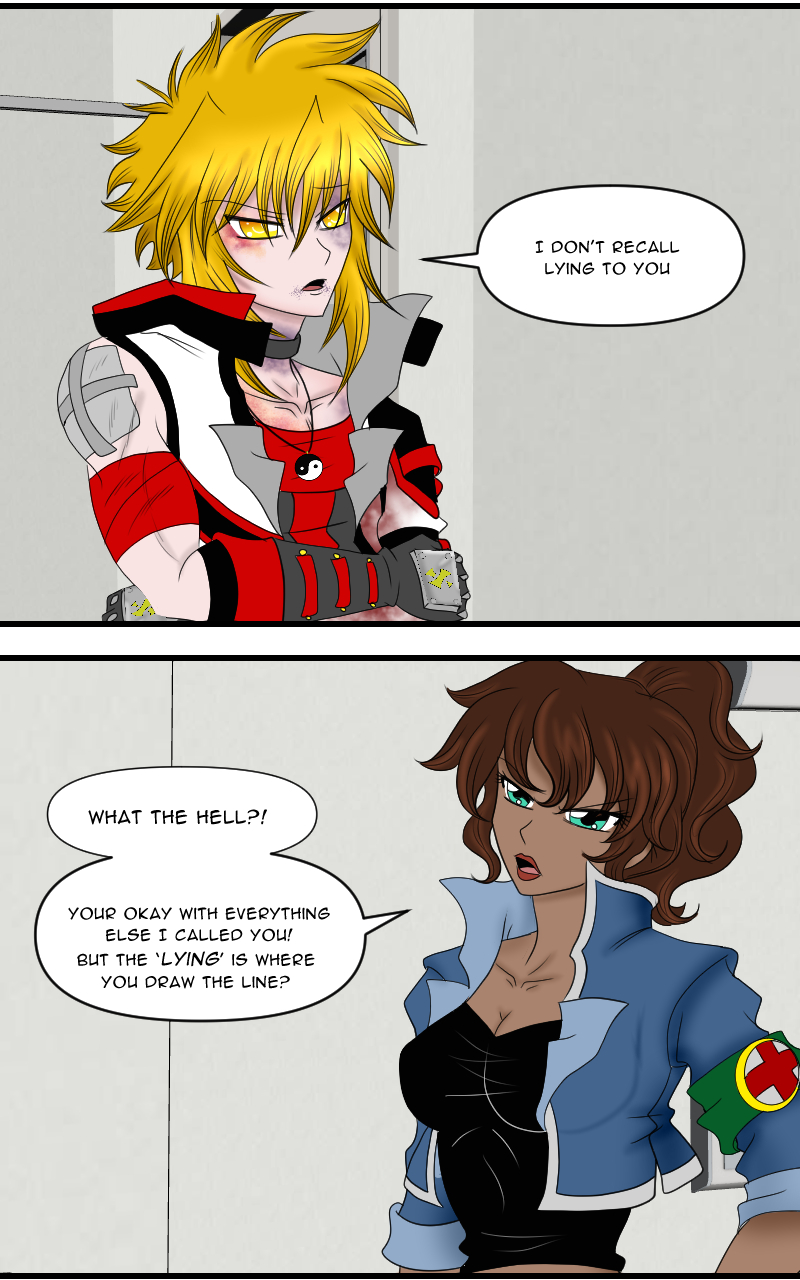 I DON'T RECALL
LYING TO YOU
WHAT THE HELL?!
YOUR OKAY WITH EVERYTHING
ELSE I CALLED YOU!
BUT THE 'LYING' IS WHERE
YOU DRAW THE LINE?